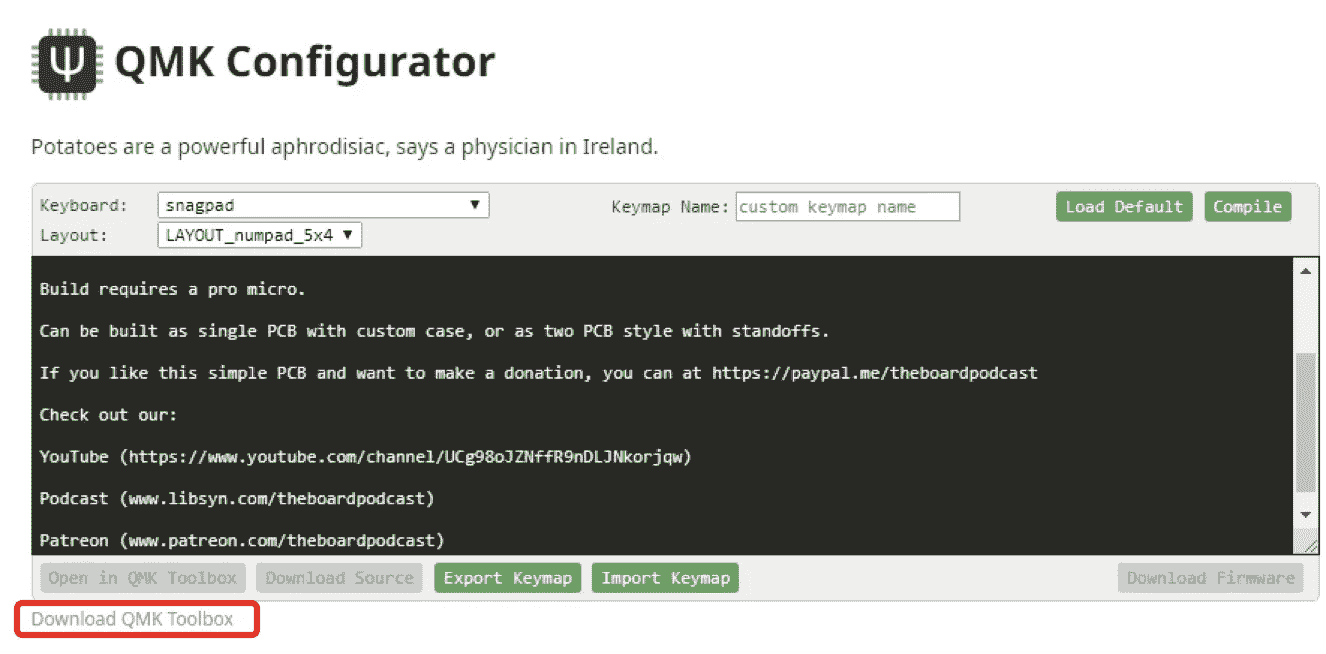 QMK Configurator
Potatoes are a powerful aphrodisiac, says a physician in Ireland.
Keyboard: snagpad Keymap Name: custom keymap name Load Default Compile
Layout: LAYOUT_numpad_5x4
Build requires a pro micro.
Can be built as single PCB with custom case, or as two PCB style with standoffs.
If you like this simple PCB and want to make a donation, you can at https://paypal.me/theboardpodcast
Check out our:
YouTube (https://www.youtube.com/channel/UCg98oJZNffR9nDLJNkorjqw)
Podcast (www.libsyn.com/theboardpodcast)
Patreon (www.patreon.com/theboardpodcast)
Open in QMK Toolbox Download Source Export Keymap Import Keymap Download Firmware
Download QMK Toolbox